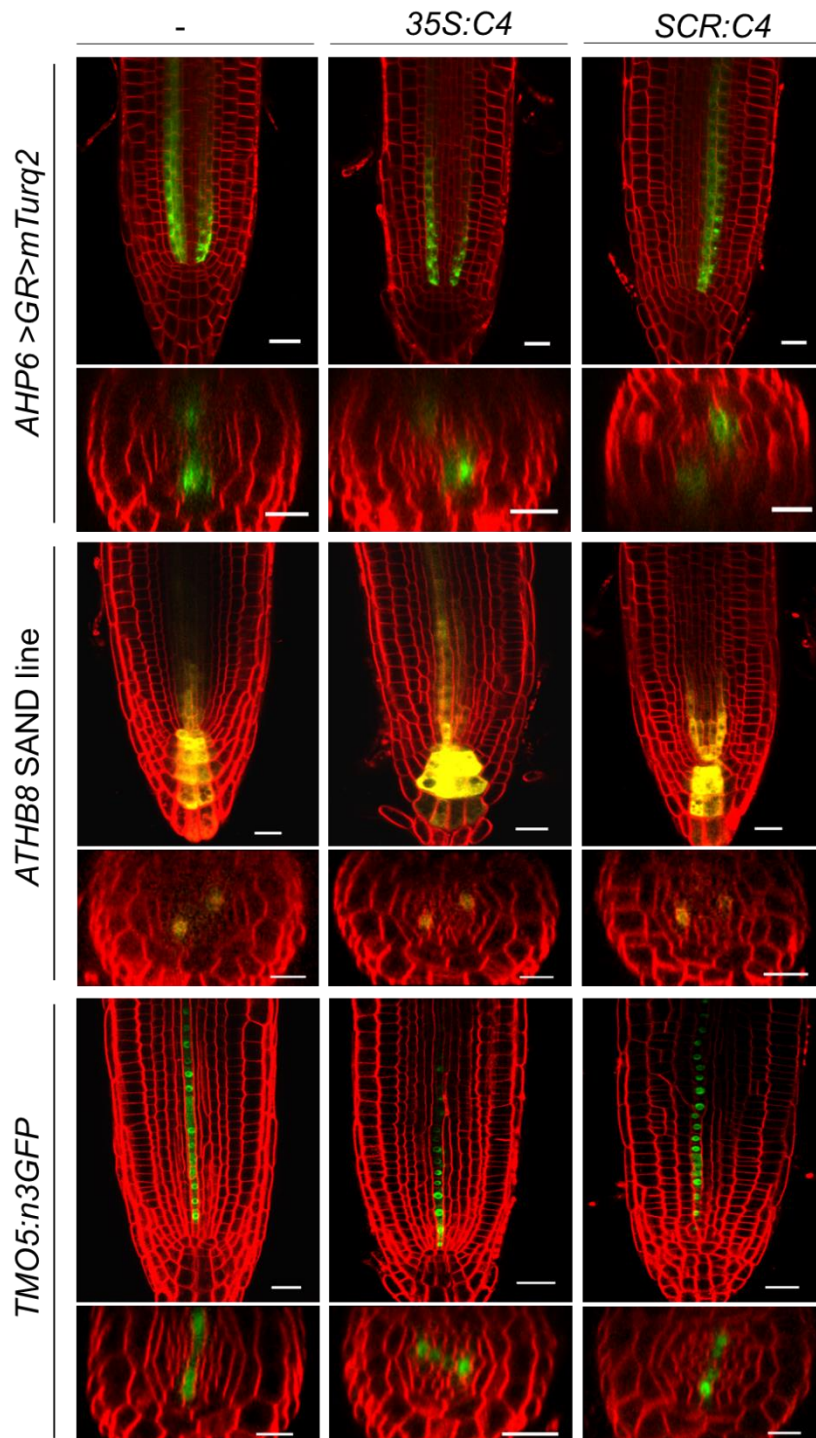 -
35S:C4
SCR:C4
AHP6 >GR>mTurq2
ATHB8 SAND line
TMO5:n3GFP